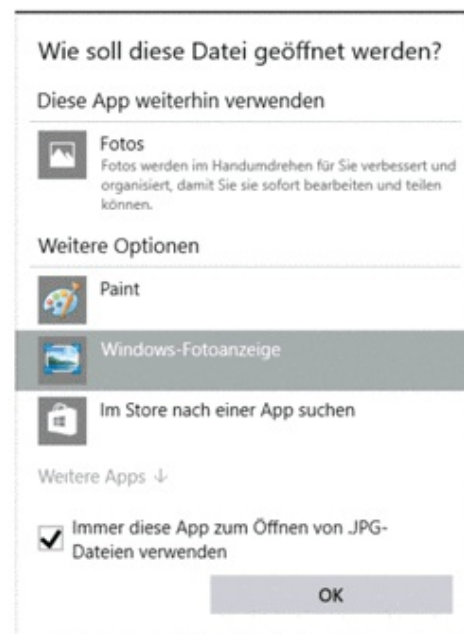 Wie soll diese Datei geöffnet werden?
Diese App weiterhin verwenden
Fotos
Fotos werden im Handumdrehen für Sie verbessert und
organisiert, damit Sie sie sofort bearbeiten und teilen
können.
Weitere Optionen
Paint
Windows-Fotoanzeige
Im Store nach einer App suchen
Weitere Apps ↓
Immer diese App zum Öffnen von .JPG-
Dateien verwenden
OK